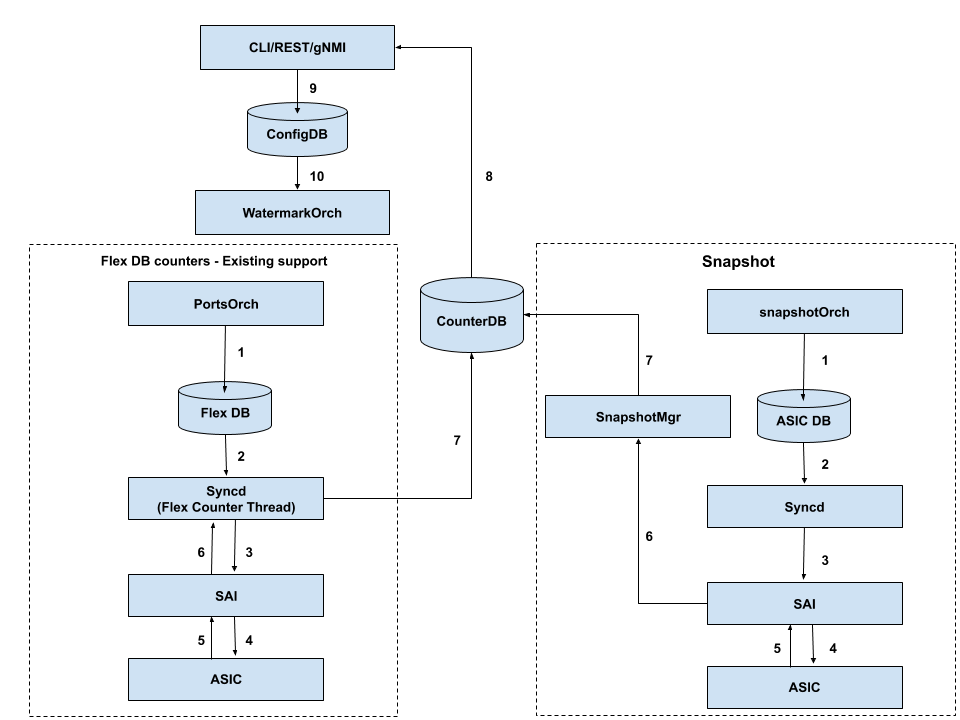 CLI/REST/gNMI
9
ConfigDB
10
WatermarkOrch
8
Flex DB counters - Existing support
PortsOrch
1
Flex DB
2
Syncd
(Flex Counter Thread)
6
3
SAI
5
4
ASIC
CounterDB
7
Snapshot
snapshotOrch
1
7
SnapshotMgr
ASIC DB
2
Syncd
6
3
SAI
5
4
ASIC